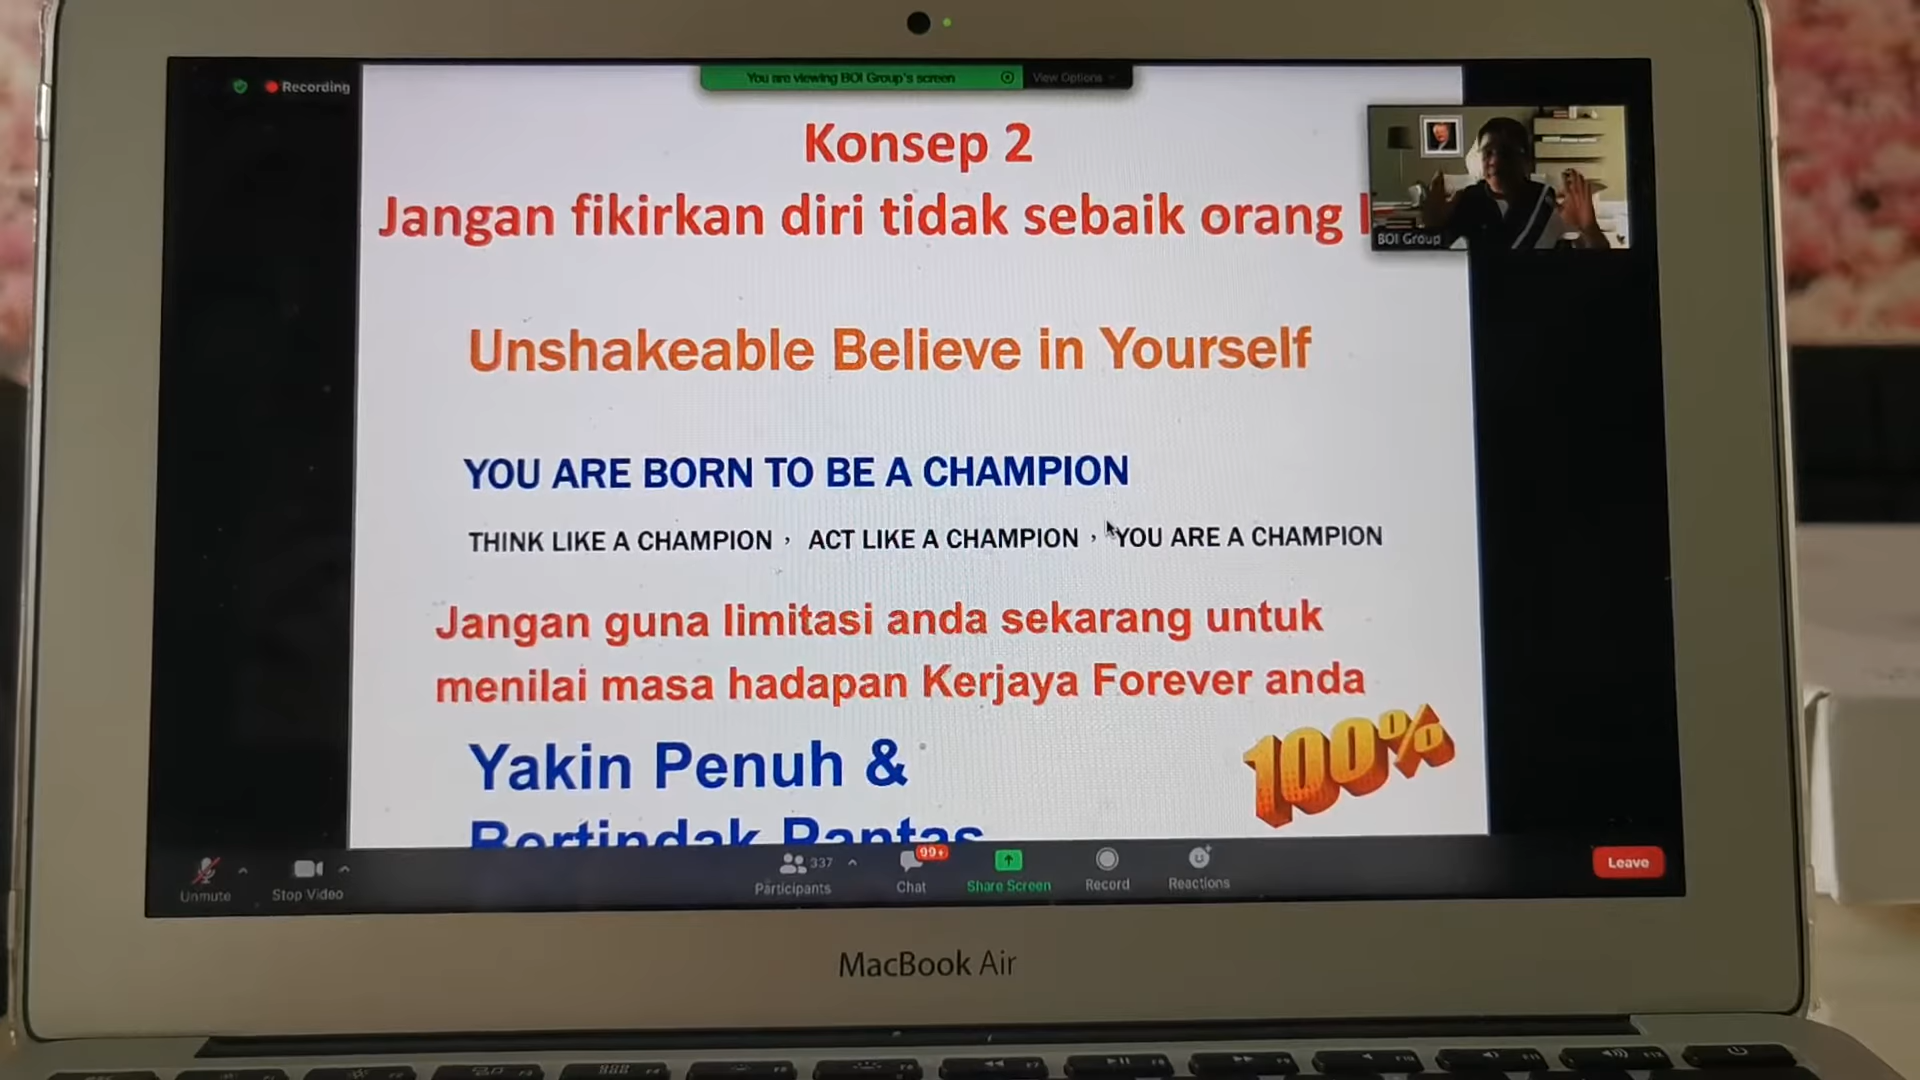 Recording
You are viewing BOI Group's screen
View Options
Konsep 2
Jangan fikirkan diri tidak sebaik orang
BOI Group
Unshakeable Believe in Yourself
YOU ARE BORN TO BE A CHAMPION
THINK LIKE A CHAMPION , ACT LIKE A CHAMPION , YOU ARE A CHAMPION
Jangan guna limitasi anda sekarang untuk
menilai masa hadapan Kerjaya Forever anda
100%
Yakin Penuh &
Bertindak Pantas
Unmute
Stop Video
337
Participants
99+
Chat
Share Screen
Record
Reactions
Leave
MacBook Air